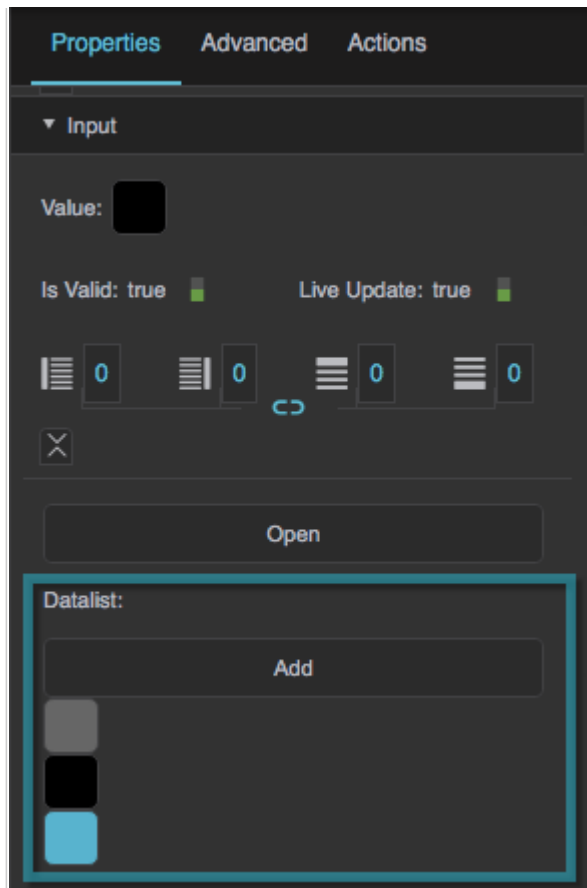 Properties Advanced Actions
Input
Value:
Is Valid: true Live Update: true
0 0 0 0
Open
Datalist:
Add